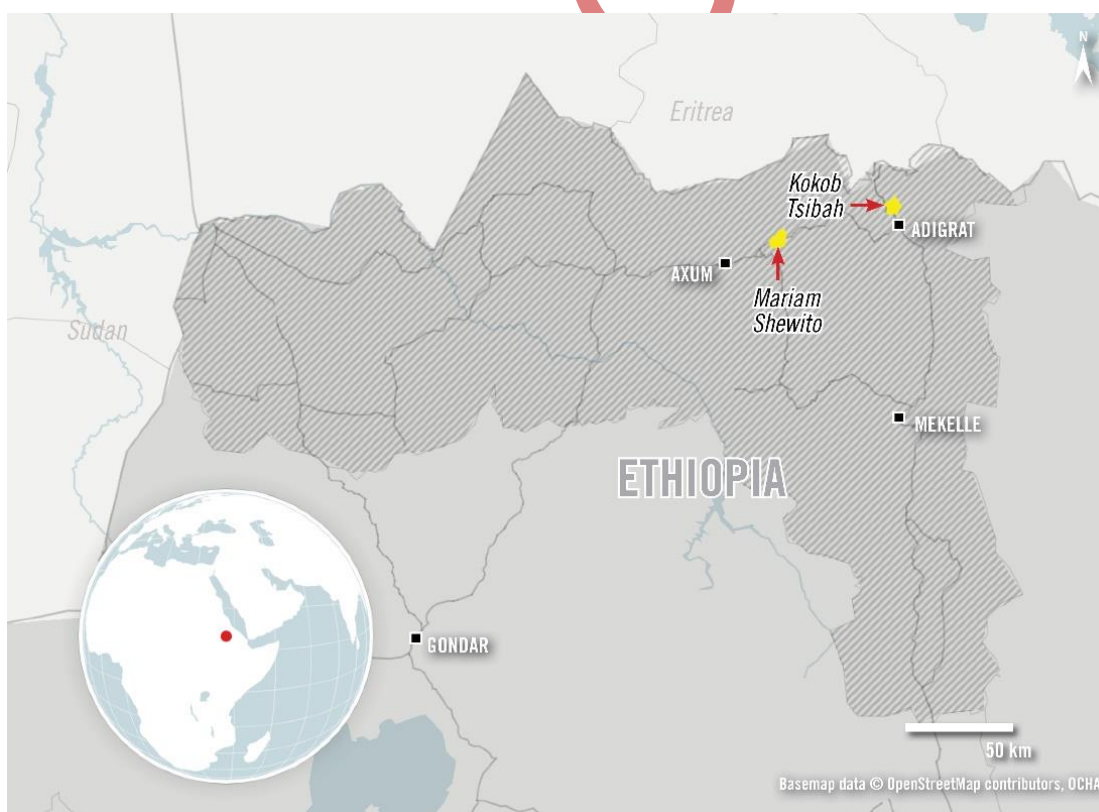 N
Eritrea
Kokob
Tsibah
ADIGRAT
AXUM
Mariam
Shewito
Sudan
MEKELLE
ETHIOPIA
GONDAR
50 km
Basemap data © OpenStreetMap contributors, OCHA